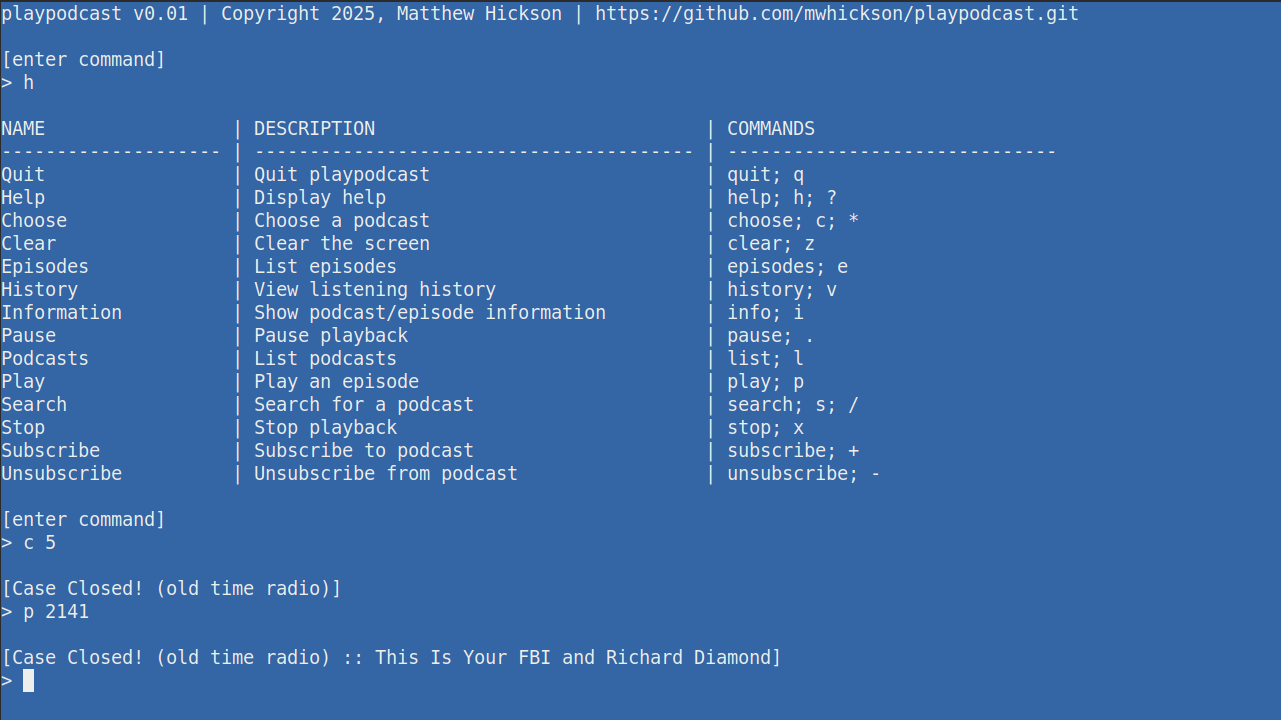 playpodcast v0.01 | Copyright 2025, Matthew Hickson | https://github.com/mwhickson/playpodcast.git
[enter command]
> h
NAME                 | DESCRIPTION                              | COMMANDS
-------------------- | ---------------------------------------- | ------------------------------
Quit                 | Quit playpodcast                         | quit; q
Help                 | Display help                             | help; h; ?
Choose               | Choose a podcast                         | choose; c; *
Clear                | Clear the screen                         | clear; z
Episodes             | List episodes                            | episodes; e
History              | View listening history                   | history; v
Information          | Show podcast/episode information         | info; i
Pause                | Pause playback                           | pause; .
Podcasts             | List podcasts                            | list; l
Play                 | Play an episode                          | play; p
Search               | Search for a podcast                     | search; s; /
Stop                 | Stop playback                            | stop; x
Subscribe            | Subscribe to podcast                     | subscribe; +
Unsubscribe          | Unsubscribe from podcast                 | unsubscribe; -
[enter command]
> c 5
[Case Closed! (old time radio)]
> p 2141
[Case Closed! (old time radio) :: This Is Your FBI and Richard Diamond]
>